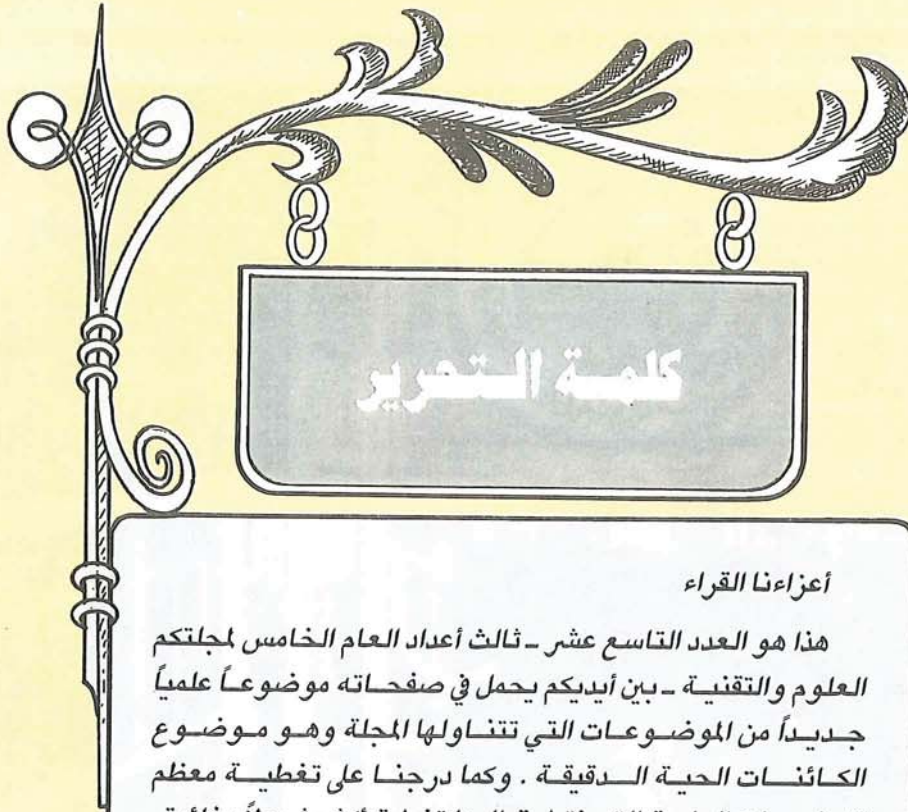 كلمة التحرير
أعزاءنا القراء
هذا هو العدد التاسع عشر ـ ثالث أعداد العام الخامس لمجلتكم
العلوم والتقنية ـ بين أيديكم يحمل في صفحاته موضوعاً علمياً
جديداً من الموضوعات التي تتناولها المجلة وهو موضوع
الكائنات الحية الدقيقة . وكما درجنا على تغطية معظم